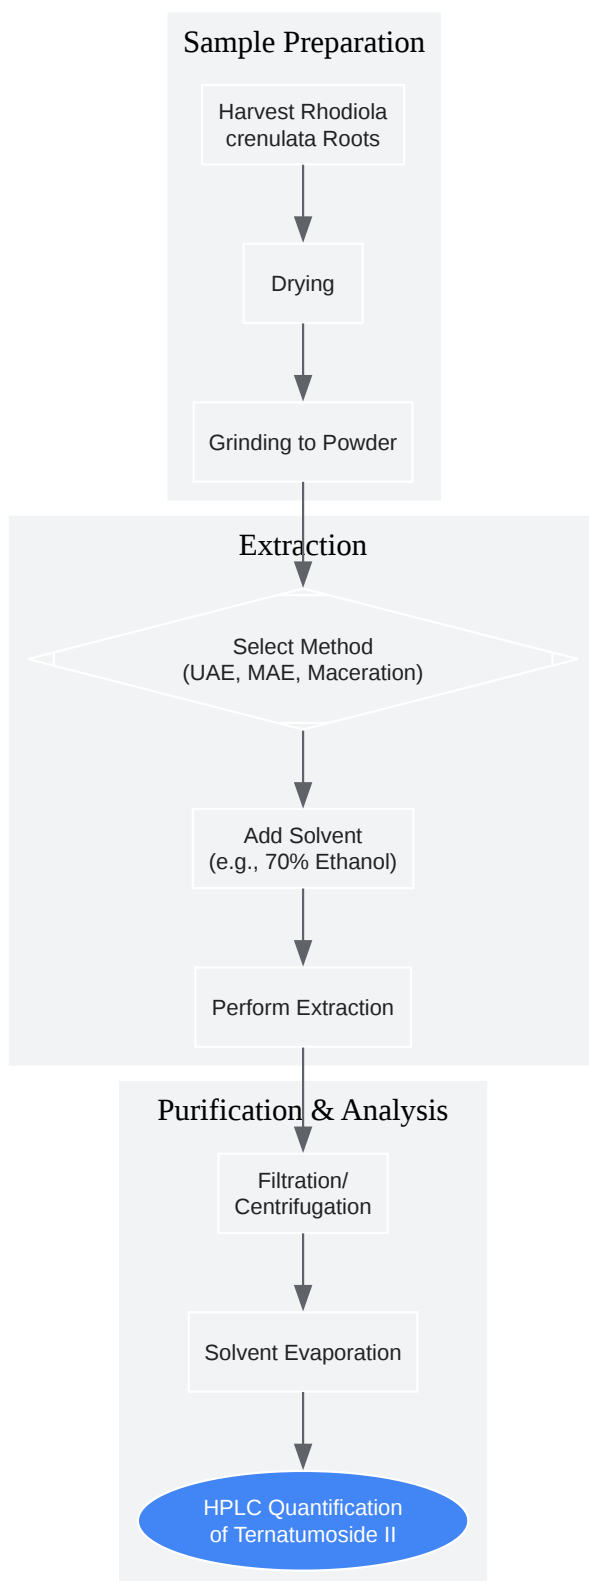 Sample Preparation
Harvest Rhodiola
crenulata Roots
Drying
Grinding to Powder
Extraction
Select Method
(UAE, MAE, Maceration)
Add Solvent
(e.g., 70% Ethanol)
Perform Extraction
Purification & Analysis
Filtration/
Centrifugation
Solvent Evaporation
HPLC Quantification
of Ternatumoside II